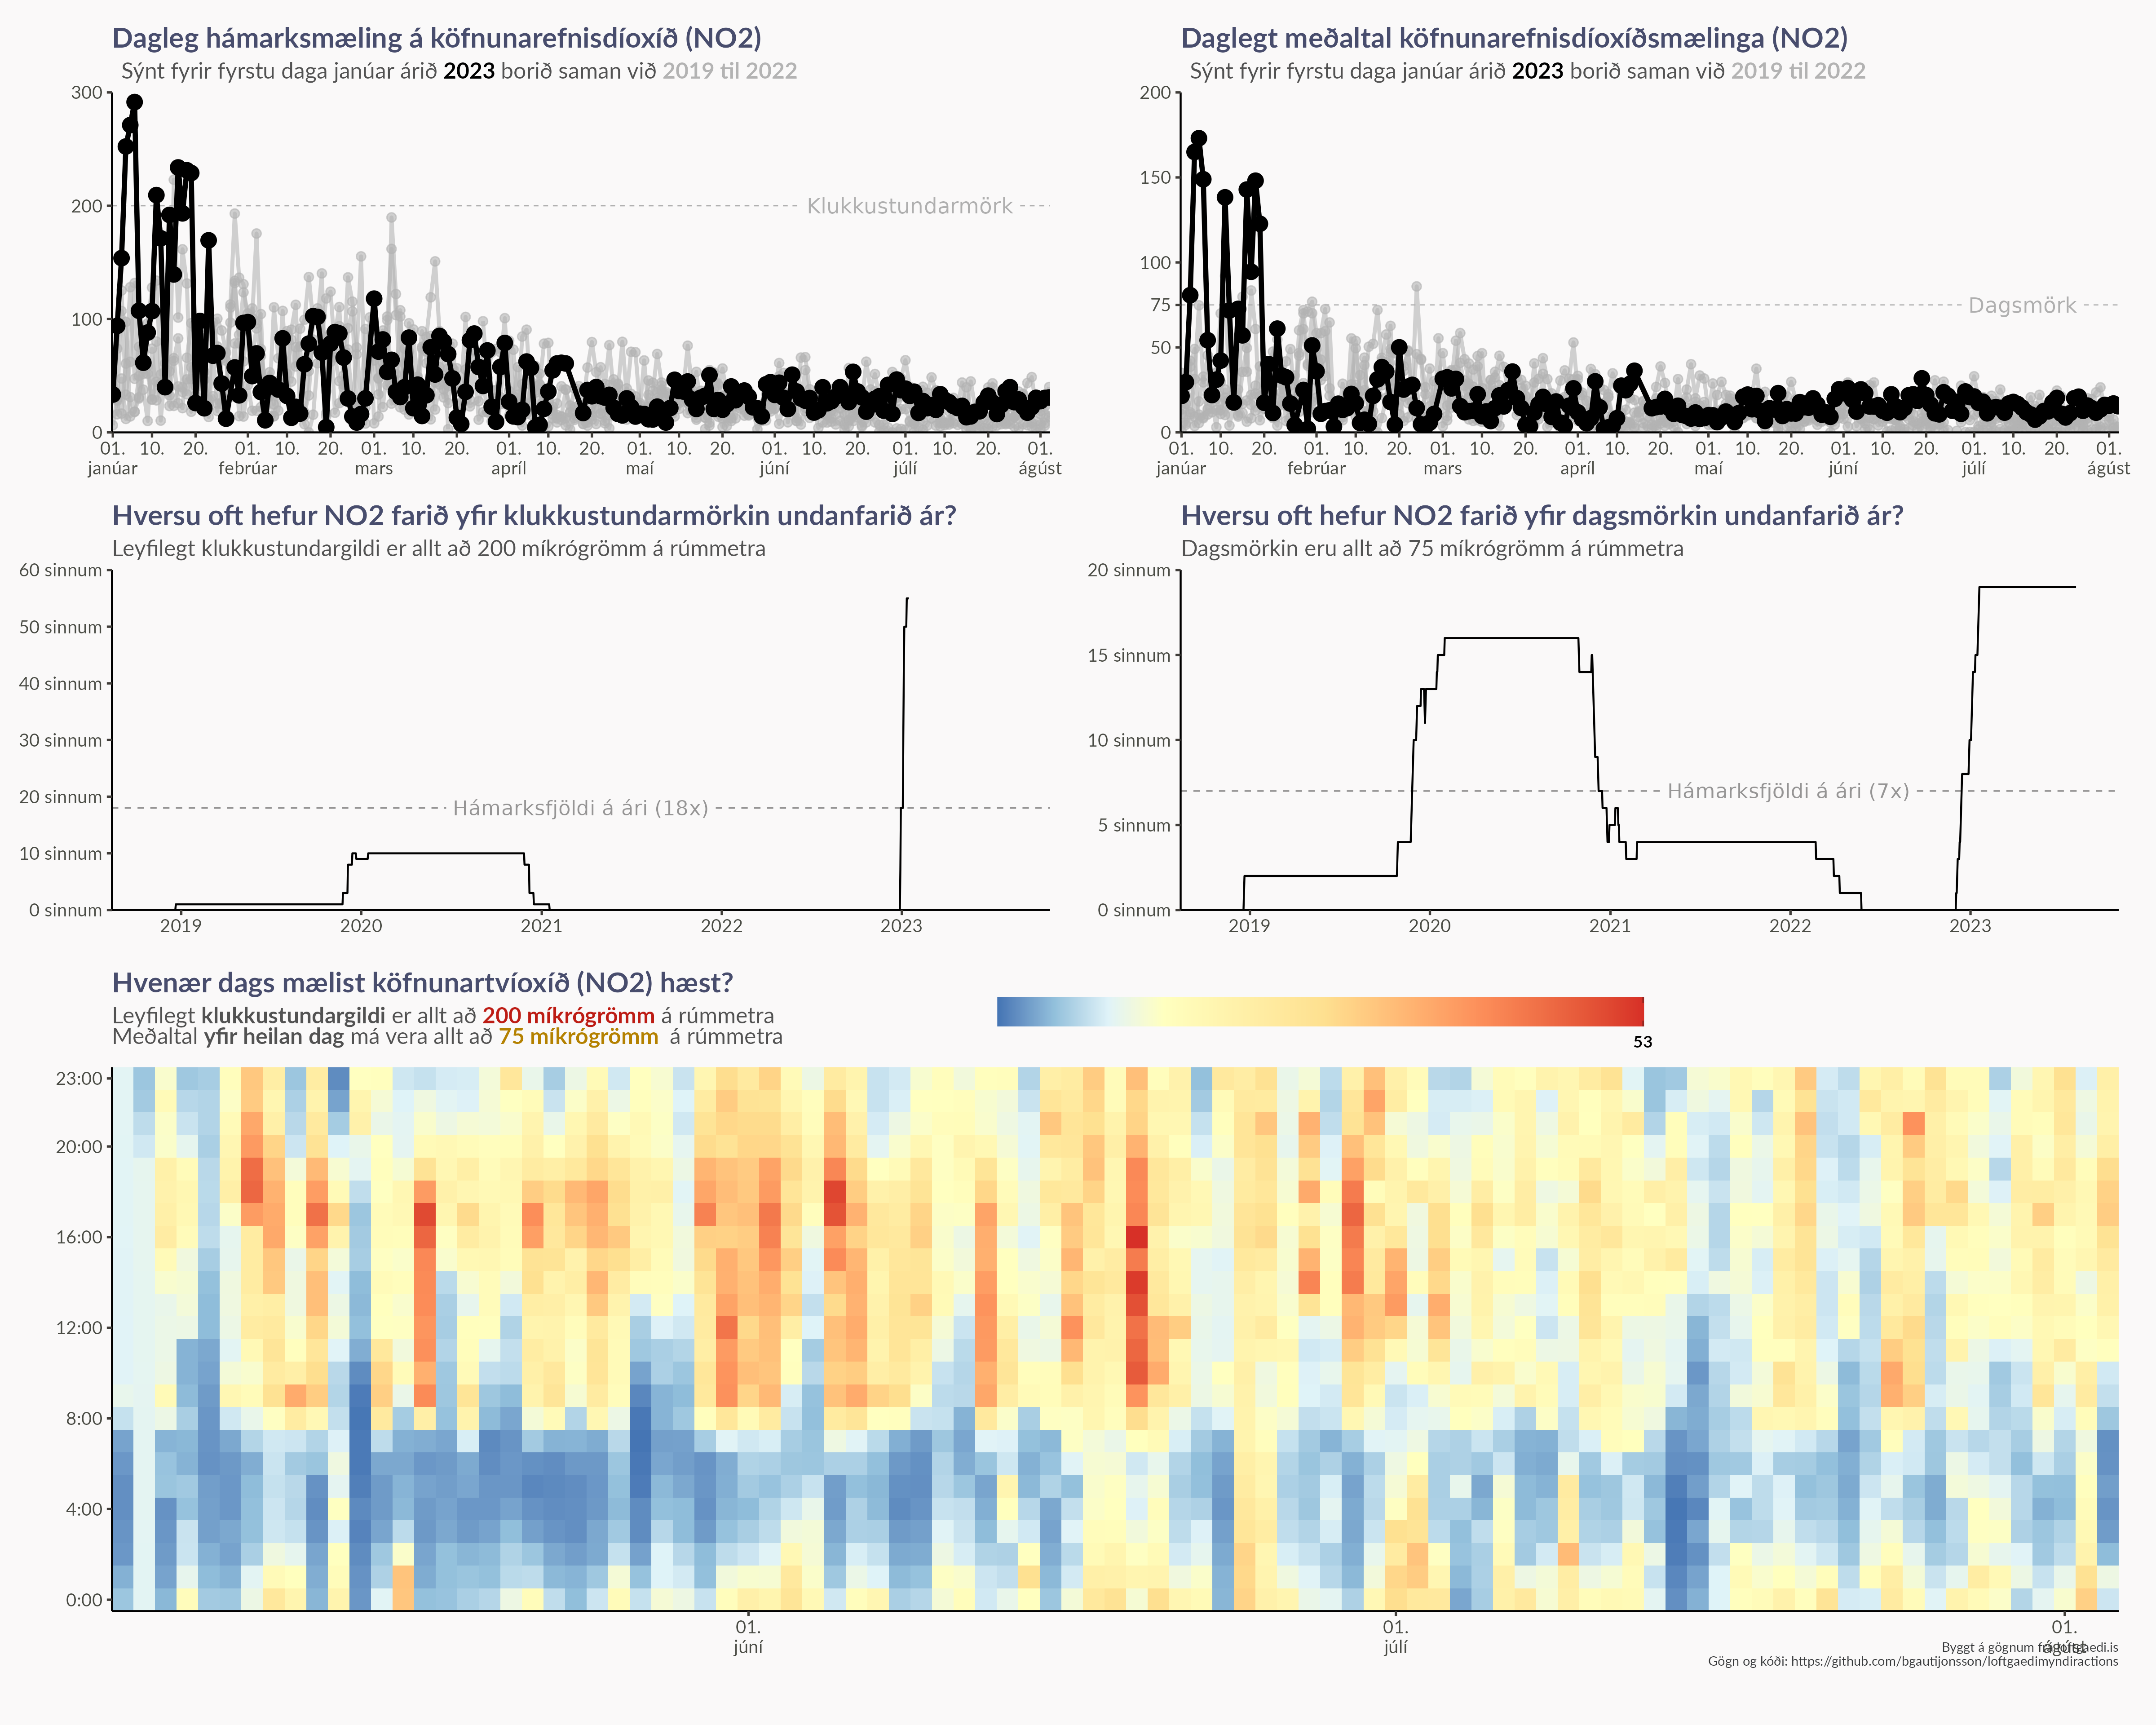 Dagleg hámarksmæling á köfnunarefnisdíoxíð (NO2)
Sýnt fyrir fyrstu daga janúar árið 2023 borið saman við 2019 til 2022
300
200
100
0
Klukkustundarmörk
01. 10. 20. 01. 10. 20. 01. 10. 20. 01. 10. 20. 01. 10. 20. 01. 10. 20. 01. 10. 20. 01.
janúar febrúar mars apríl maí júní júlí ágúst
Daglegt meðaltal köfnunarefnisdíoxíðsmælinga (NO2)
Sýnt fyrir fyrstu daga janúar árið 2023 borið saman við 2019 til 2022
200
150
100
75
50
0
Dagsmörk
01. 10. 20. 01. 10. 20. 01. 10. 20. 01. 10. 20. 01. 10. 20. 01. 10. 20. 01. 10. 20. 01.
janúar febrúar mars apríl maí júní júlí ágúst
Hversu oft hefur NO2 farið yfir klukkustundarmörkin undanfarið ár?
Leyfilegt klukkustundargildi er allt að 200 míkrógrömm á rúmmetra
60 sinnum
50 sinnum
40 sinnum
30 sinnum
20 sinnum
10 sinnum
0 sinnum
Hámarksfjöldi á ári (18x)
2019 2020 2021 2022 2023
Hversu oft hefur NO2 farið yfir dagsmörkin undanfarið ár?
Dagsmörkin eru allt að 75 míkrógrömm á rúmmetra
20 sinnum
15 sinnum
10 sinnum
5 sinnum
0 sinnum
Hámarksfjöldi á ári (7x)
2019 2020 2021 2022 2023
Hvenær dags mælist köfnunartvíoxíð (NO2) hæst?
Leyfilegt klukkustundargildi er allt að 200 míkrógrömm á rúmmetra
Meðaltal yfir heilan dag má vera allt að 75 míkrógrömm á rúmmetra
53
23:00
20:00
16:00
12:00
8:00
4:00
0:00
01. 01. 01.
júní júlí ágúst
Byggt á gögnum frá loftgaedi.is
Gögn og kóði: https://github.com/bgautijonsson/loftgaedimyndiractions